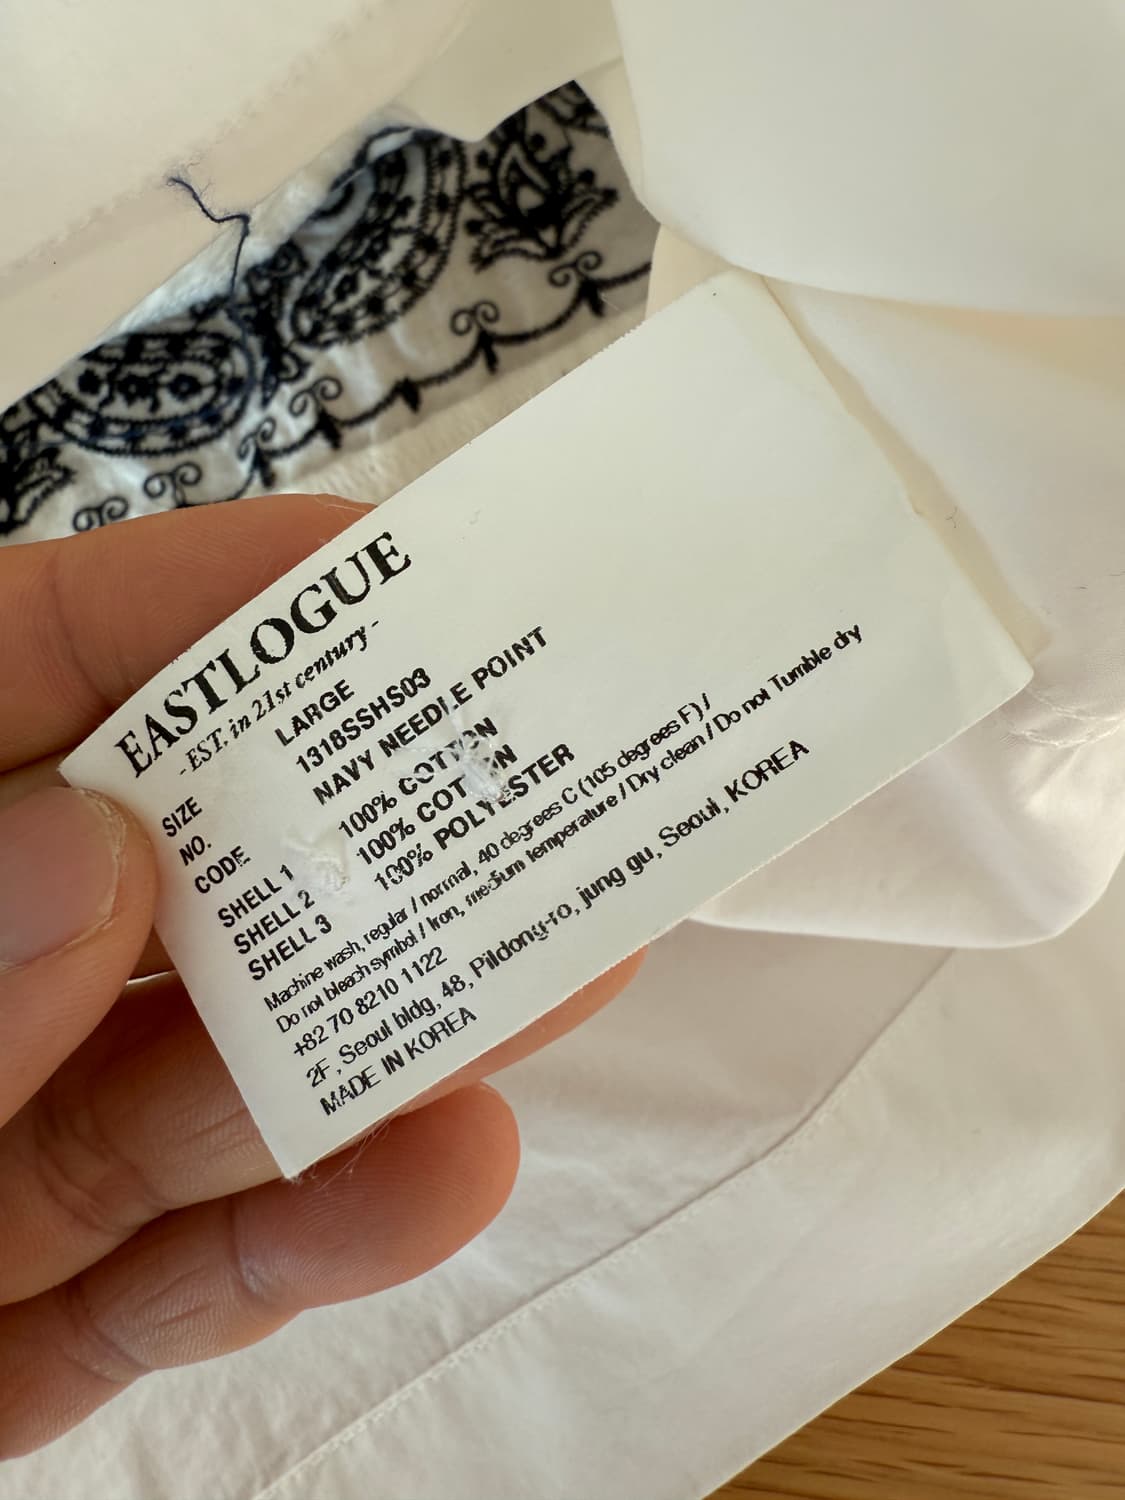 EASTLOGUE
- EST. in 21st century -
SIZE LARGE
NO. 1318SSHS03
CODE NAVY NEEDLE POINT
SHELL 1 100% COTTON
SHELL 2 100% COTTON
SHELL 3 100% POLYESTER
Machine wash, regular / normal, 40 degrees C (105 degrees F) /
Do not bleach symbol / Iron, medium temperature / Dry clean / Do not Tumble dry
+82 70 8210 1122
2F, Seoul bldg, 48, Pildong-ro, jung gu, Seoul, KOREA
MADE IN KOREA